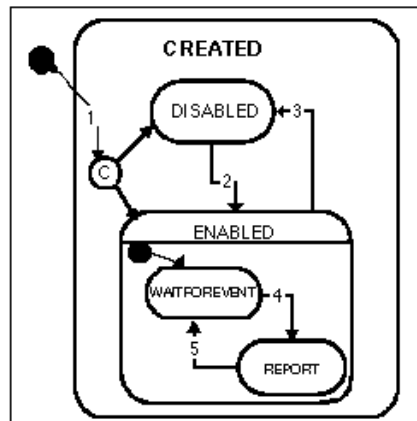 CREATED
DISABLED
3
1
C
2
ENABLED
WAITFOREVENT
4
5
REPORT